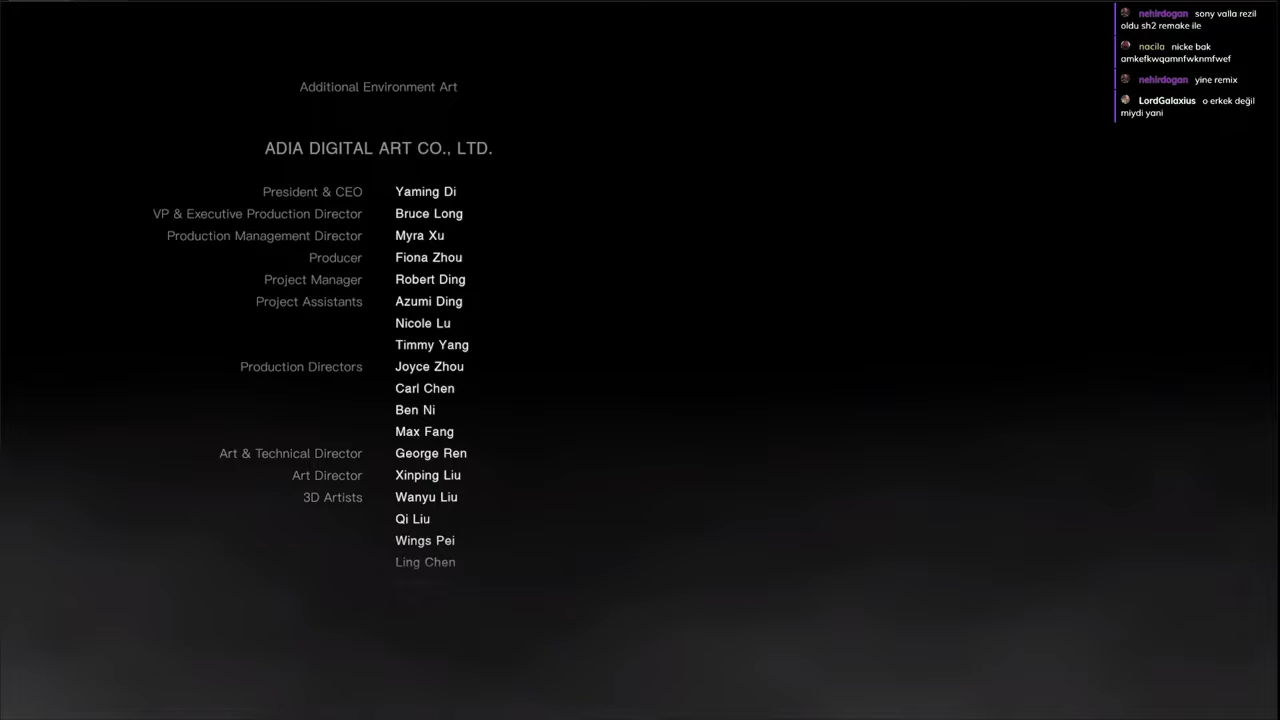 Additional Environment Art
ADIA DIGITAL ART CO., LTD.
President & CEO Yaming Di
VP & Executive Production Director Bruce Long
Production Management Director Myra Xu
Producer Fiona Zhou
Project Manager Robert Ding
Project Assistants Azumi Ding
Nicole Lu
Timmy Yang
Production Directors Joyce Zhou
Carl Chen
Ben Ni
Max Fang
Art & Technical Director George Ren
Art Director Xinping Liu
3D Artists Wanyu Liu
Qi Liu
Wings Pei
Ling Chen
nehirdogan sony valla rezil
oldu sh2 remake ile
nacila nicke bak
amkefkwqamnfwknmfwef
nehirdogan yine remix
LordGalaxius o erkek değil
miydi yani